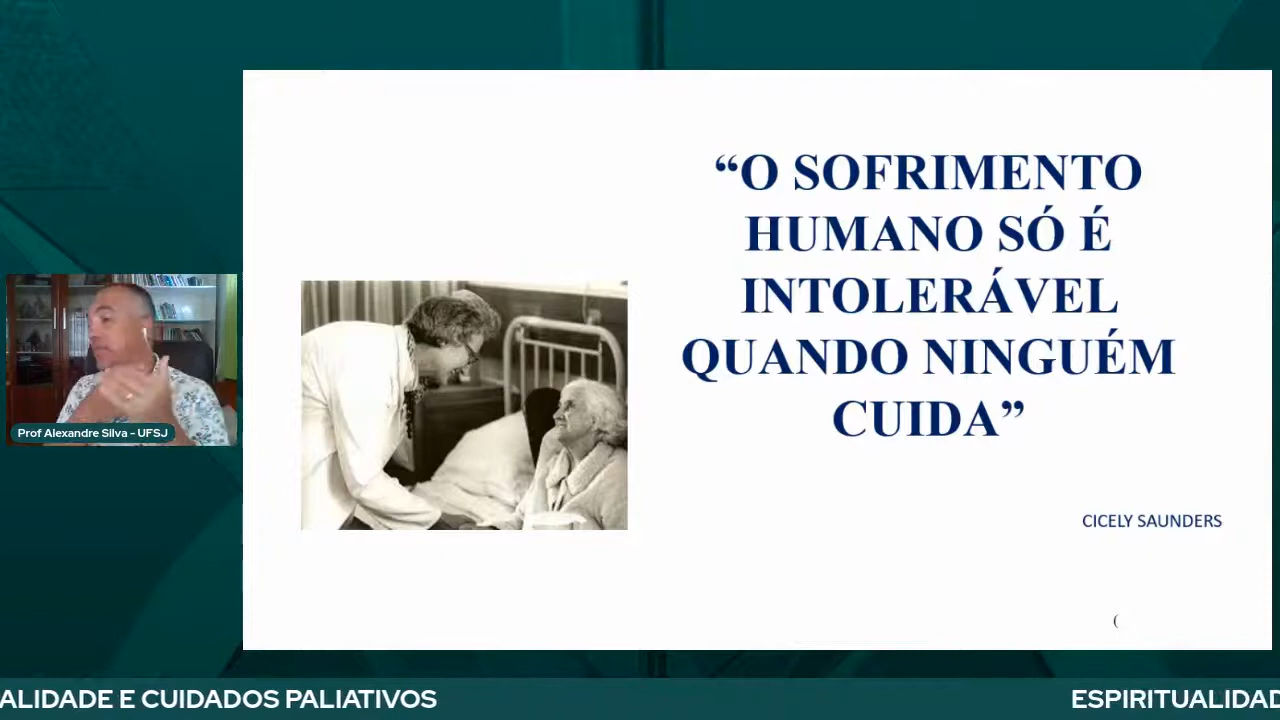 “O SOFRIMENTO
HUMANO SÓ É
INTOLERÁVEL
QUANDO NINGUÉM
CUIDA”
CICELY SAUNDERS
(
Prof Alexandre Silva - UFSJ
ALIDADE E CUIDADOS PALIATIVOS
ESPIRITUALIDAD